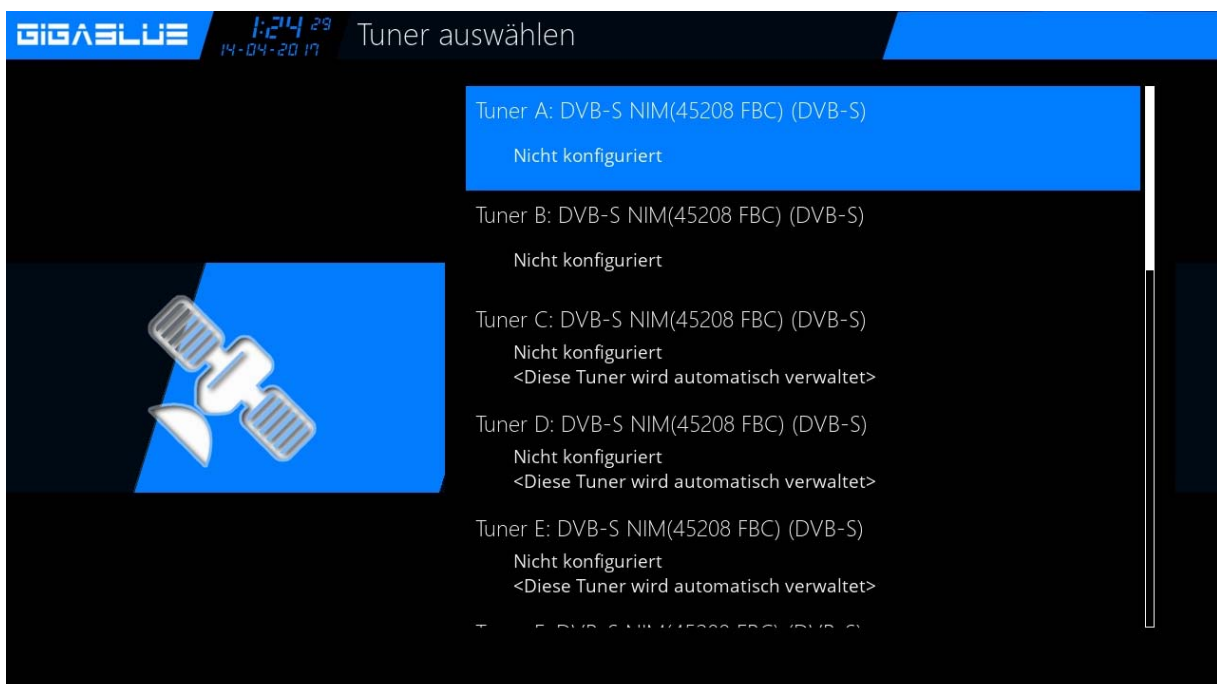 GIGABLUE
1:24 29
14-04-2017
Tuner auswählen
Tuner A: DVB-S NIM(45208 FBC) (DVB-S)
Nicht konfiguriert
Tuner B: DVB-S NIM(45208 FBC) (DVB-S)
Nicht konfiguriert
Tuner C: DVB-S NIM(45208 FBC) (DVB-S)
Nicht konfiguriert
<Diese Tuner wird automatisch verwaltet>
Tuner D: DVB-S NIM(45208 FBC) (DVB-S)
Nicht konfiguriert
<Diese Tuner wird automatisch verwaltet>
Tuner E: DVB-S NIM(45208 FBC) (DVB-S)
Nicht konfiguriert
<Diese Tuner wird automatisch verwaltet>